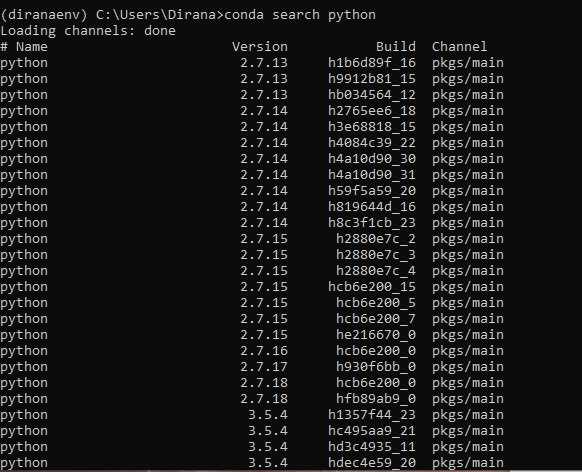 (diranaenv) C:\Users\Dirana>conda search python
Loading channels: done
# Name Version Build Channel
python 2.7.13 h1b6d89f_16 pkgs/main
python 2.7.13 h9912b81_15 pkgs/main
python 2.7.13 hb034564_12 pkgs/main
python 2.7.14 h2765ee6_18 pkgs/main
python 2.7.14 h3e68818_15 pkgs/main
python 2.7.14 h4084c39_22 pkgs/main
python 2.7.14 h4a10d90_30 pkgs/main
python 2.7.14 h4a10d90_31 pkgs/main
python 2.7.14 h59f5a59_20 pkgs/main
python 2.7.14 h819644d_16 pkgs/main
python 2.7.14 h8c3f1cb_23 pkgs/main
python 2.7.15 h2880e7c_2 pkgs/main
python 2.7.15 h2880e7c_3 pkgs/main
python 2.7.15 h2880e7c_4 pkgs/main
python 2.7.15 hcb6e200_15 pkgs/main
python 2.7.15 hcb6e200_5 pkgs/main
python 2.7.15 hcb6e200_7 pkgs/main
python 2.7.15 he216670_0 pkgs/main
python 2.7.16 hcb6e200_0 pkgs/main
python 2.7.17 h930f6bb_0 pkgs/main
python 2.7.18 hcb6e200_0 pkgs/main
python 2.7.18 hfb89ab9_0 pkgs/main
python 3.5.4 h1357f44_23 pkgs/main
python 3.5.4 hc495aa9_21 pkgs/main
python 3.5.4 hd3c4935_11 pkgs/main
python 3.5.4 hdec4e59_20 pkgs/main